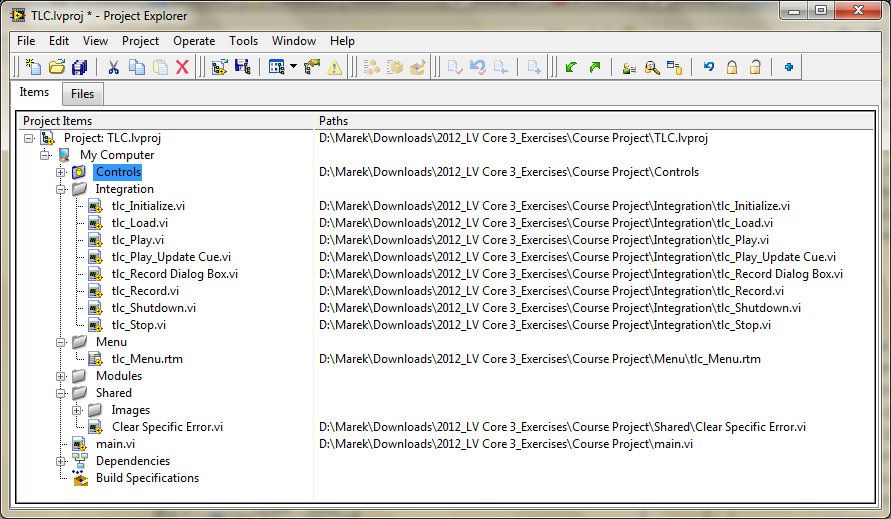 TLC.lvproj * - Project Explorer
File Edit View Project Operate Tools Window Help
Items Files
Project Items Paths
Project: TLC.lvproj D:\Marek\Downloads\2012_LV Core 3_Exercises\Course Project\TLC.lvproj
My Computer
Controls D:\Marek\Downloads\2012_LV Core 3_Exercises\Course Project\Controls
Integration
tlc_Initialize.vi D:\Marek\Downloads\2012_LV Core 3_Exercises\Course Project\Integration\tlc_Initialize.vi
tlc_Load.vi D:\Marek\Downloads\2012_LV Core 3_Exercises\Course Project\Integration\tlc_Load.vi
tlc_Play.vi D:\Marek\Downloads\2012_LV Core 3_Exercises\Course Project\Integration\tlc_Play.vi
tlc_Play_Update Cue.vi D:\Marek\Downloads\2012_LV Core 3_Exercises\Course Project\Integration\tlc_Play_Update Cue.vi
tlc_Record Dialog Box.vi D:\Marek\Downloads\2012_LV Core 3_Exercises\Course Project\Integration\tlc_Record Dialog Box.vi
tlc_Record.vi D:\Marek\Downloads\2012_LV Core 3_Exercises\Course Project\Integration\tlc_Record.vi
tlc_Shutdown.vi D:\Marek\Downloads\2012_LV Core 3_Exercises\Course Project\Integration\tlc_Shutdown.vi
tlc_Stop.vi D:\Marek\Downloads\2012_LV Core 3_Exercises\Course Project\Integration\tlc_Stop.vi
Menu
tlc_Menu.rtm D:\Marek\Downloads\2012_LV Core 3_Exercises\Course Project\Menu\tlc_Menu.rtm
Modules
Shared
Images
Clear Specific Error.vi D:\Marek\Downloads\2012_LV Core 3_Exercises\Course Project\Shared\Clear Specific Error.vi
main.vi D:\Marek\Downloads\2012_LV Core 3_Exercises\Course Project\main.vi
Dependencies
Build Specifications